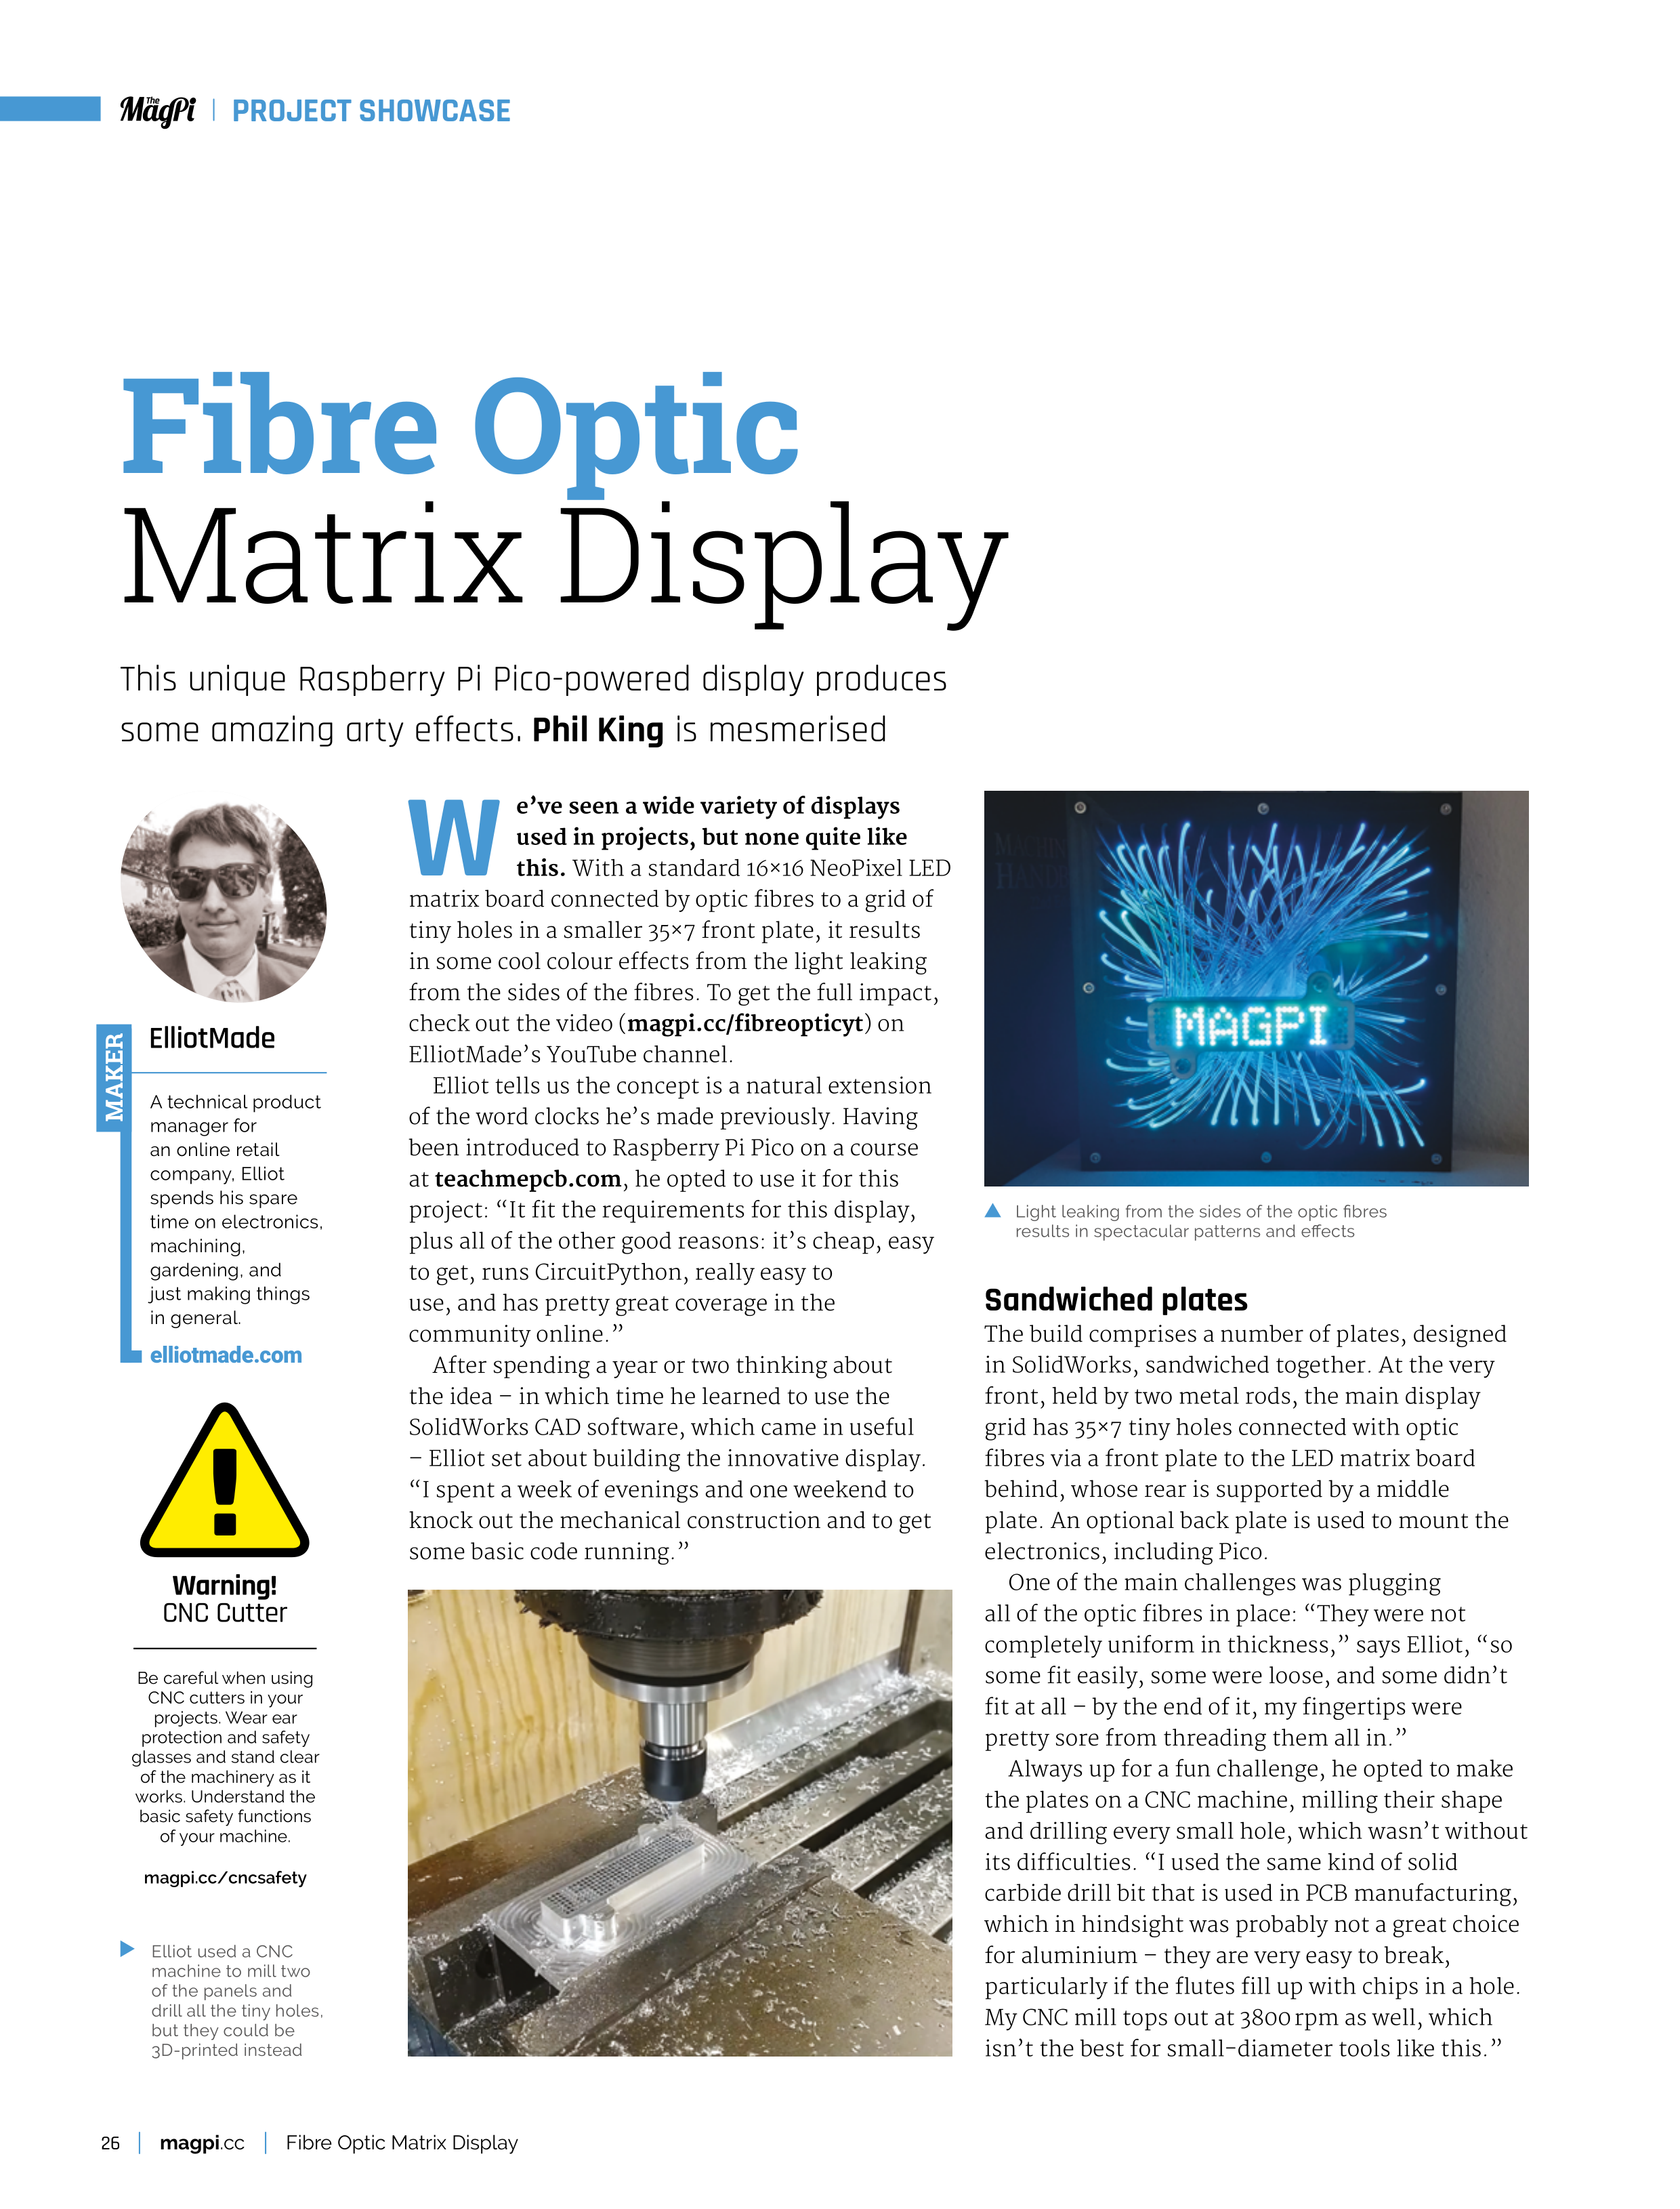 The MagPi
PROJECT SHOWCASE
Fibre Optic
Matrix Display
This unique Raspberry Pi Pico-powered display produces
some amazing arty effects. Phil King is mesmerised
MAKER
ElliotMade
A technical product
manager for
an online retail
company, Elliot
spends his spare
time on electronics,
machining,
gardening, and
just making things
in general.
elliotmade.com
Warning!
CNC Cutter
Be careful when using
CNC cutters in your
projects. Wear ear
protection and safety
glasses and stand clear
of the machinery as it
works. Understand the
basic safety functions
of your machine.
magpi.cc/cncsafety
Elliot used a CNC
machine to mill two
of the panels and
drill all the tiny holes,
but they could be
3D-printed instead
We’ve seen a wide variety of displays
used in projects, but none quite like
this. With a standard 16×16 NeoPixel LED
matrix board connected by optic fibres to a grid of
tiny holes in a smaller 35×7 front plate, it results
in some cool colour effects from the light leaking
from the sides of the fibres. To get the full impact,
check out the video (magpi.cc/fibreopticyt) on
ElliotMade’s YouTube channel.
Elliot tells us the concept is a natural extension
of the word clocks he’s made previously. Having
been introduced to Raspberry Pi Pico on a course
at teachmepcb.com, he opted to use it for this
project: “It fit the requirements for this display,
plus all of the other good reasons: it’s cheap, easy
to get, runs CircuitPython, really easy to
use, and has pretty great coverage in the
community online.”
After spending a year or two thinking about
the idea – in which time he learned to use the
SolidWorks CAD software, which came in useful
– Elliot set about building the innovative display.
“I spent a week of evenings and one weekend to
knock out the mechanical construction and to get
some basic code running.”
MAGPI
Light leaking from the sides of the optic fibres
results in spectacular patterns and effects
Sandwiched plates
The build comprises a number of plates, designed
in SolidWorks, sandwiched together. At the very
front, held by two metal rods, the main display
grid has 35×7 tiny holes connected with optic
fibres via a front plate to the LED matrix board
behind, whose rear is supported by a middle
plate. An optional back plate is used to mount the
electronics, including Pico.
One of the main challenges was plugging
all of the optic fibres in place: “They were not
completely uniform in thickness,” says Elliot, “so
some fit easily, some were loose, and some didn’t
fit at all – by the end of it, my fingertips were
pretty sore from threading them all in.”
Always up for a fun challenge, he opted to make
the plates on a CNC machine, milling their shape
and drilling every small hole, which wasn’t without
its difficulties. “I used the same kind of solid
carbide drill bit that is used in PCB manufacturing,
which in hindsight was probably not a great choice
for aluminium – they are very easy to break,
particularly if the flutes fill up with chips in a hole.
My CNC mill tops out at 3800 rpm as well, which
isn’t the best for small-diameter tools like this.”
26
magpi.cc
Fibre Optic Matrix Display